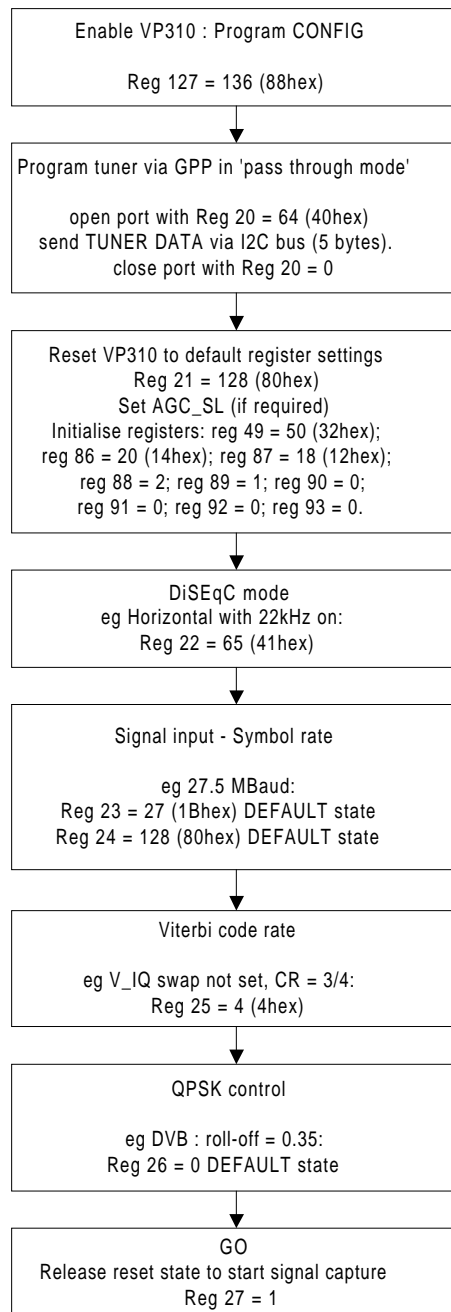 Enable VP310 : Program CONFIG
Reg 127 = 136 (88hex)
Program tuner via GPP in 'pass through mode'
open port with Reg 20 = 64 (40hex)
send TUNER DATA via I2C bus (5 bytes).
close port with Reg 20 = 0
Reset VP310 to default register settings
Reg 21 = 128 (80hex)
Set AGC_SL (if required)
Initialise registers: reg 49 = 50 (32hex);
reg 86 = 20 (14hex); reg 87 = 18 (12hex);
reg 88 = 2; reg 89 = 1; reg 90 = 0;
reg 91 = 0; reg 92 = 0; reg 93 = 0.
DiSEqC mode
eg Horizontal with 22kHz on:
Reg 22 = 65 (41hex)
Signal input - Symbol rate
eg 27.5 MBaud:
Reg 23 = 27 (1Bhex) DEFAULT state
Reg 24 = 128 (80hex) DEFAULT state
Viterbi code rate
eg V_IQ swap not set, CR = 3/4:
Reg 25 = 4 (4hex)
QPSK control
eg DVB : roll-off = 0.35:
Reg 26 = 0 DEFAULT state
GO
Release reset state to start signal capture
Reg 27 = 1